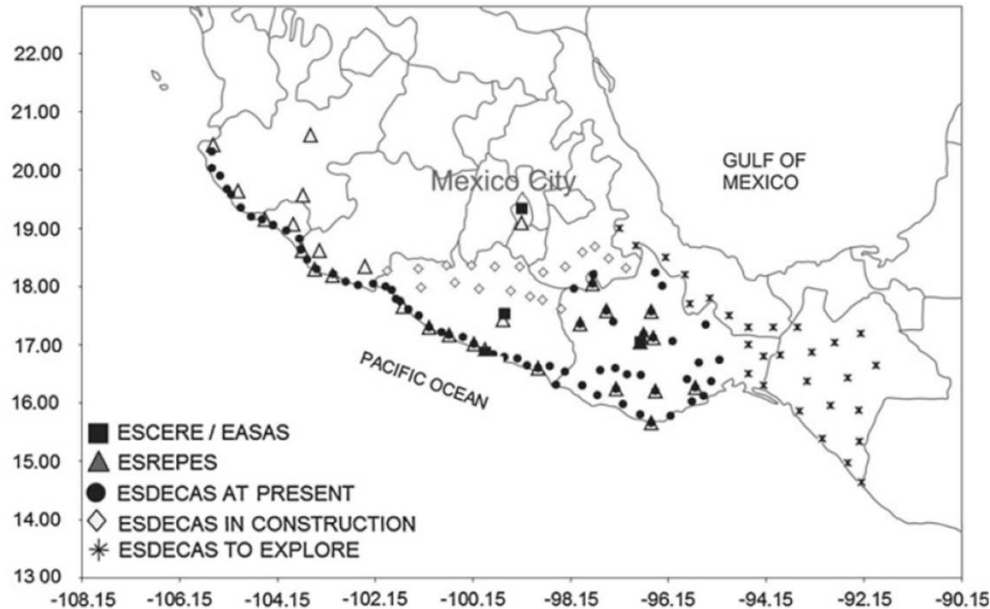 22.00
21.00
20.00
19.00
18.00
17.00
16.00
15.00
14.00
13 00
Mexico City
GULF OF
MEXICO
PACIFIC OCEAN
ESCERE / EASAS
ESREPES
ESDECAS AT PRESENT
ESDECAS IN CONSTRUCTION
ESDECAS TO EXPLORE
-108.15 -106.15 -104.15 -102.15 -100.15 -98.15 -96.15 -94.15 -92.15 -90.15